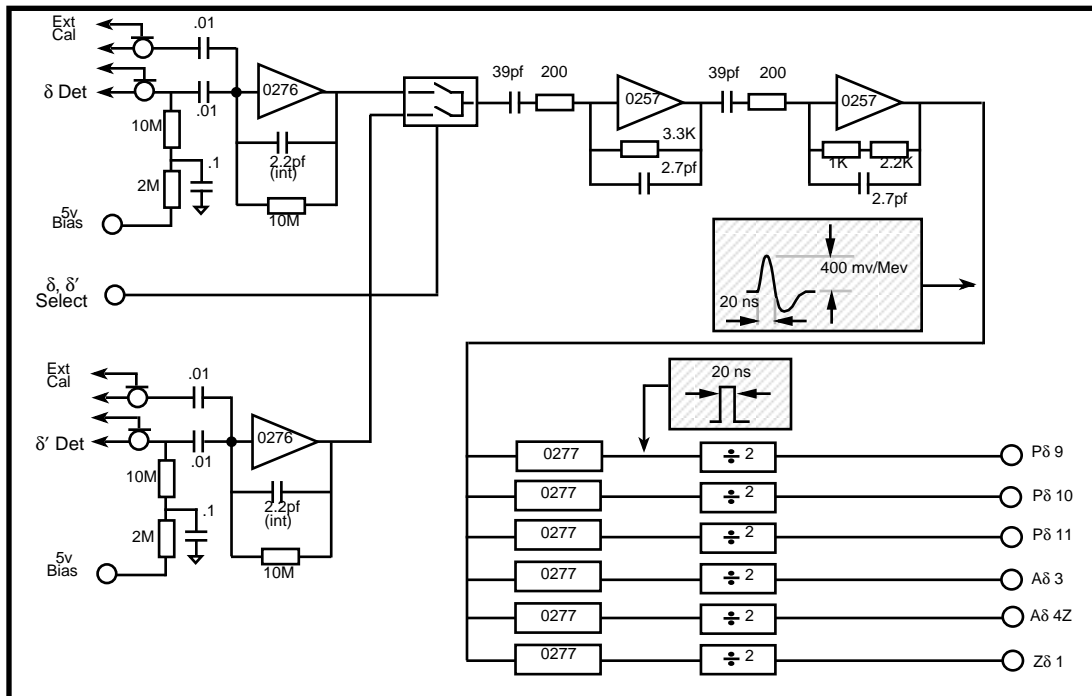 Ext
Cal
.01
δ Det
.01
0276
10M
2.2pf
(int)
.1
2M
10M
5v
Bias
δ, δ′
Select
39pf
200
0257
3.3K
2.7pf
39pf
200
0257
1K
2.2K
2.7pf
400 mv/Mev
20 ns
Ext
Cal
.01
δ′ Det
.01
0276
10M
2.2pf
(int)
.1
2M
10M
5v
Bias
20 ns
0277
÷ 2
Pδ 9
0277
÷ 2
Pδ 10
0277
÷ 2
Pδ 11
0277
÷ 2
Aδ 3
0277
÷ 2
Aδ 4Z
0277
÷ 2
Zδ 1